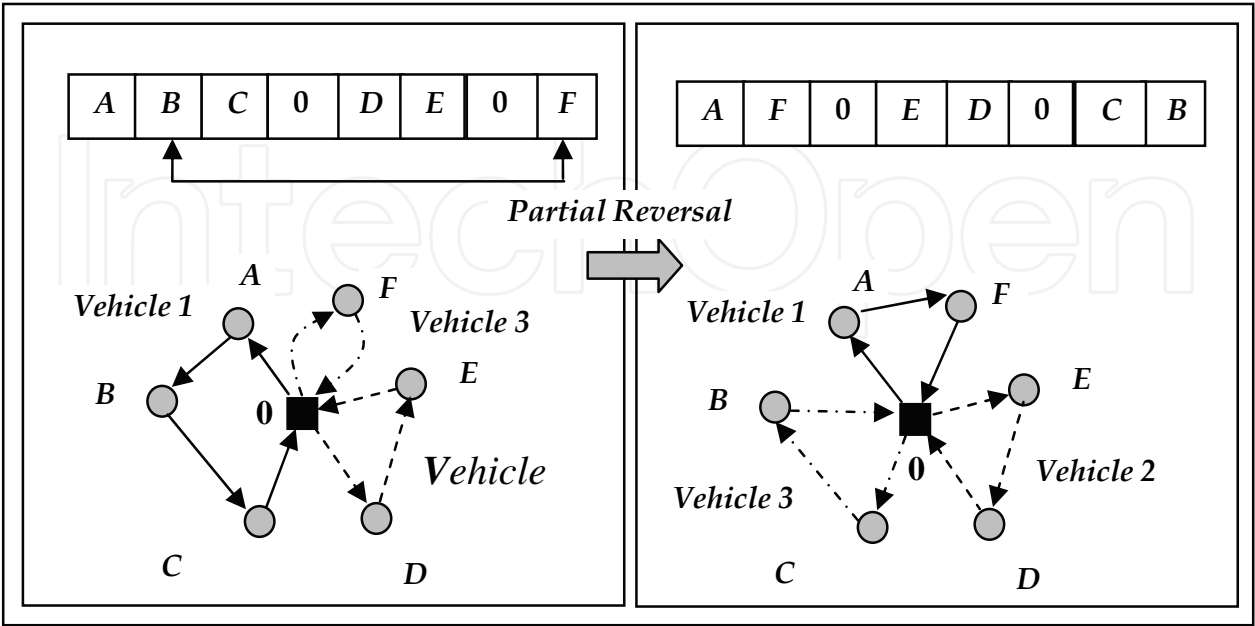 A B C 0 D E 0 F
A F 0 E D 0 C B
Partial Reversal
IntechOpen
A
F
Vehicle 1
Vehicle 3
B
E
0
Vehicle
C
D
A
F
Vehicle 1
B
E
0
Vehicle 2
Vehicle 3
C
D